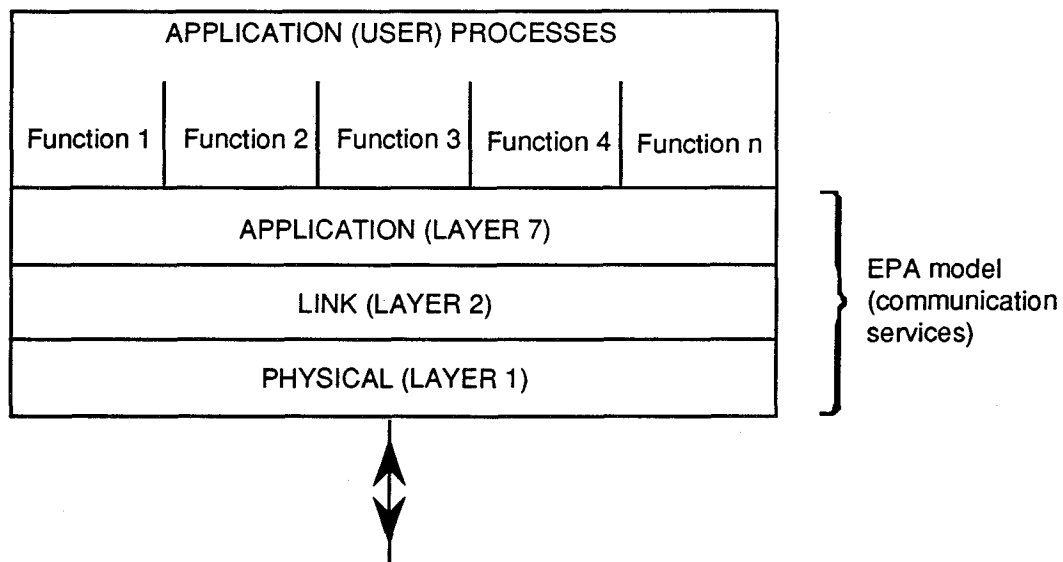 APPLICATION (USER) PROCESSES
Function 1 Function 2 Function 3 Function 4 Function n
APPLICATION (LAYER 7)
LINK (LAYER 2)
PHYSICAL (LAYER 1)
EPA model
(communication
services)